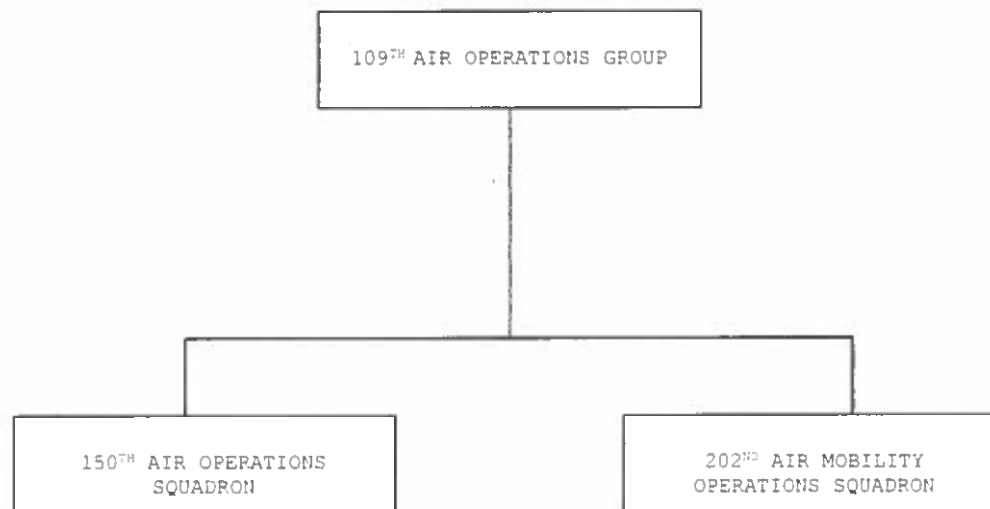 109TH AIR OPERATIONS GROUP
150TH AIR OPERATIONS
SQUADRON
202ND AIR MOBILITY
OPERATIONS SQUADRON